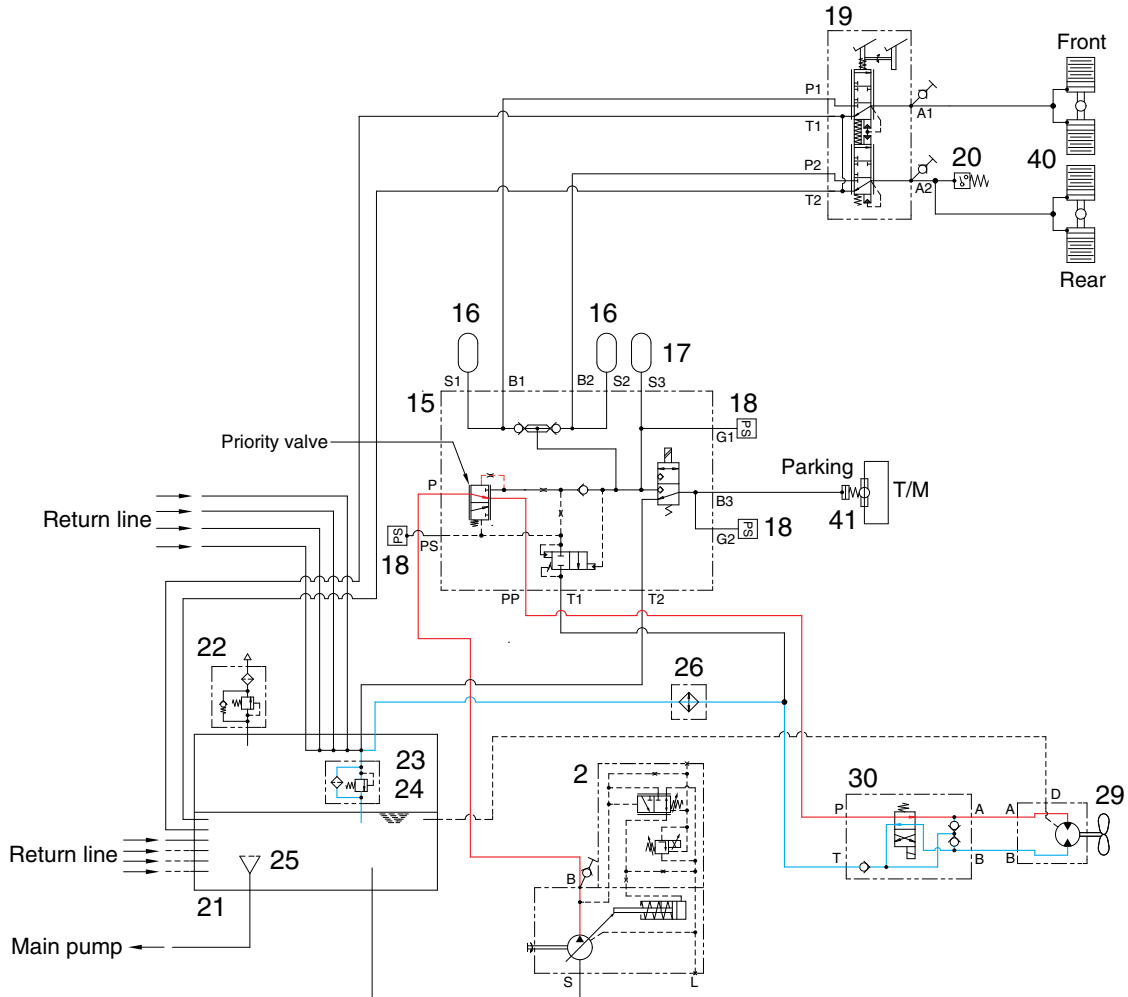 19
Front
P1
A1
T1
20
40
P2
A2
T2
Rear
16
16
17
S1
B1
B2
S2
S3
15
18
PS
G1
Priority valve
P
Parking
T/M
B3
41
Return line
PS
18
PS
PS
18
G2
PP
T1
T2
22
26
23
24
2
30
D
29
P
A
A
Return line
25
T
B
B
B
21
Main pump
S
L